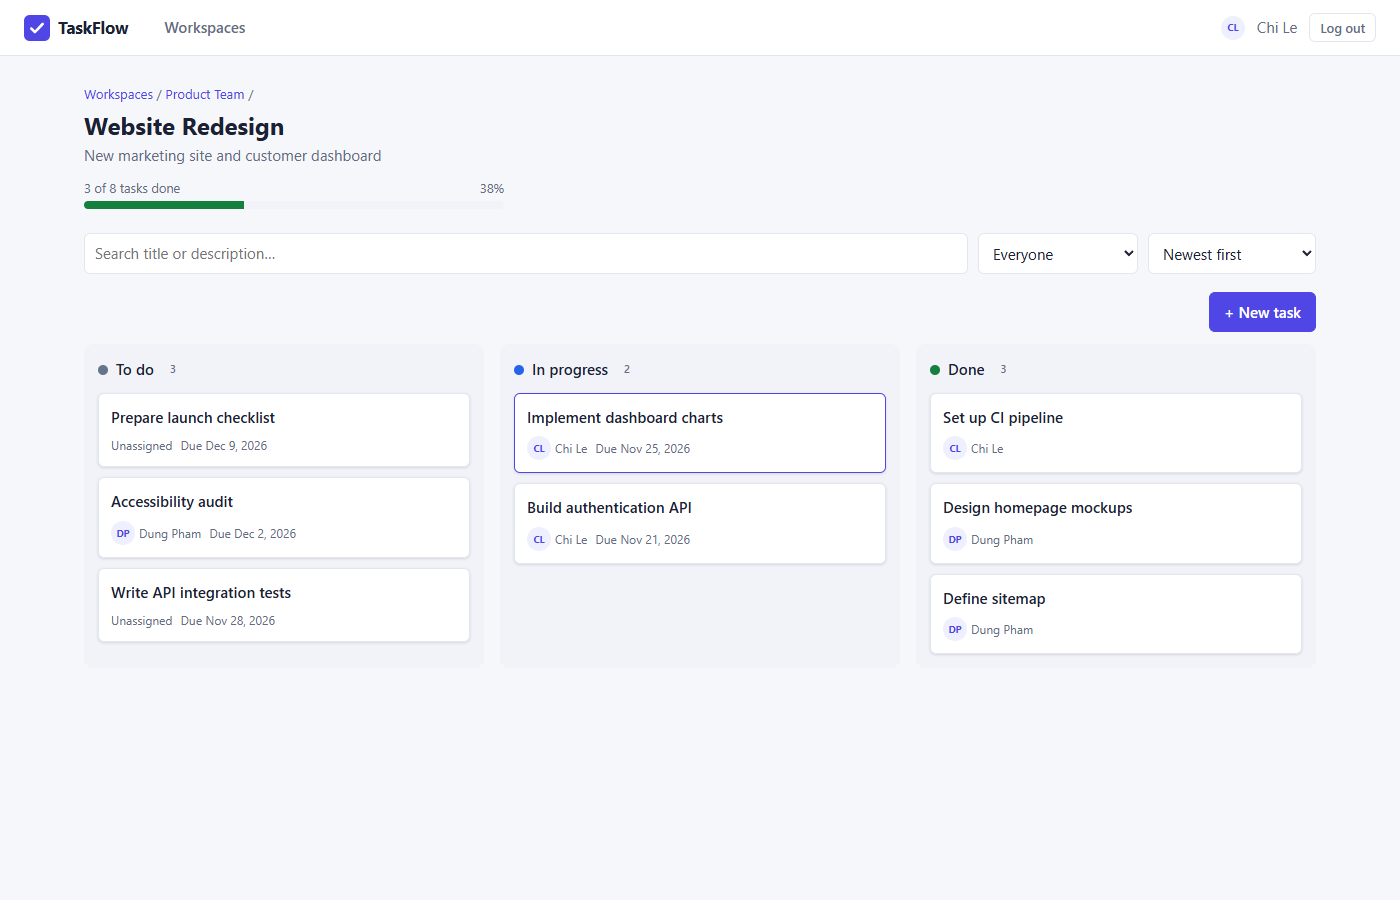 TaskFlow Workspaces CL Chi Le Log out
Workspaces / Product Team /
Website Redesign
New marketing site and customer dashboard
3 of 8 tasks done 38%
Search title or description... Everyone Newest first
+ New task
To do 3
Prepare launch checklist
Unassigned Due Dec 9, 2026
Accessibility audit
DP Dung Pham Due Dec 2, 2026
Write API integration tests
Unassigned Due Nov 28, 2026
In progress 2
Implement dashboard charts
CL Chi Le Due Nov 25, 2026
Build authentication API
CL Chi Le Due Nov 21, 2026
Done 3
Set up CI pipeline
CL Chi Le
Design homepage mockups
DP Dung Pham
Define sitemap
DP Dung Pham